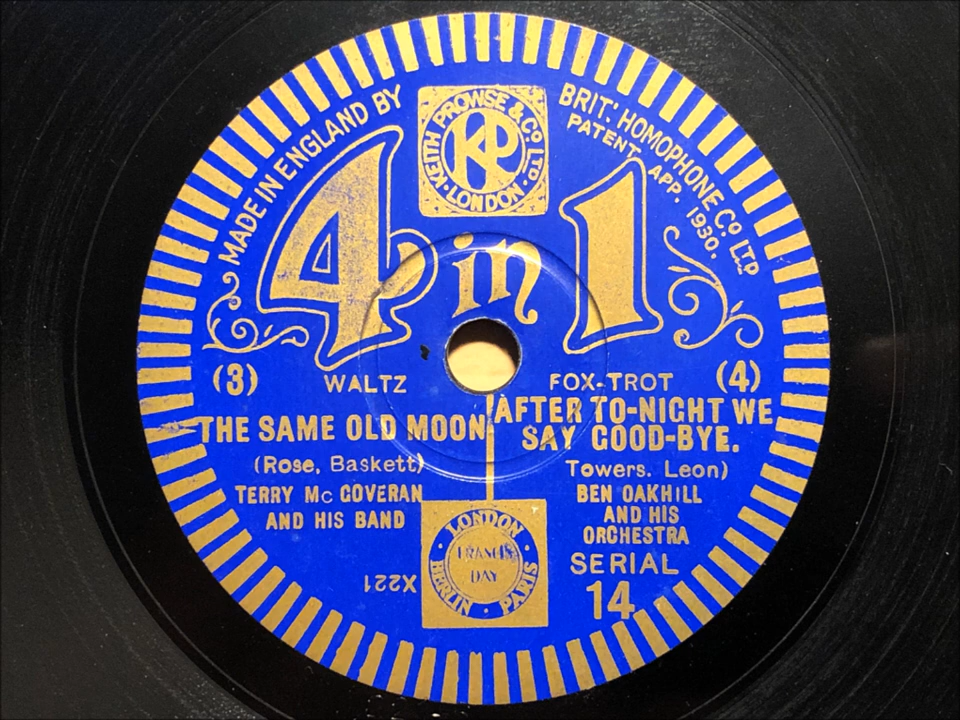 MADE IN ENGLAND BY
BRIT: HOMOPHONE Cº LTD
PATENT. APP. 1930.
KEITH PROWSE & Cº LTD.
LONDON
KP
4 in 1
(3) WALTZ
THE SAME OLD MOON
(Rose, Baskett)
TERRY Mc GOVERAN
AND HIS BAND
X221
FOX-TROT (4)
AFTER TO-NIGHT WE
SAY GOOD-BYE.
Towers. Leon)
BEN OAKHILL
AND HIS
ORCHESTRA
SERIAL
14
LONDON
FRANCIS
DAY
BERLIN · PARIS